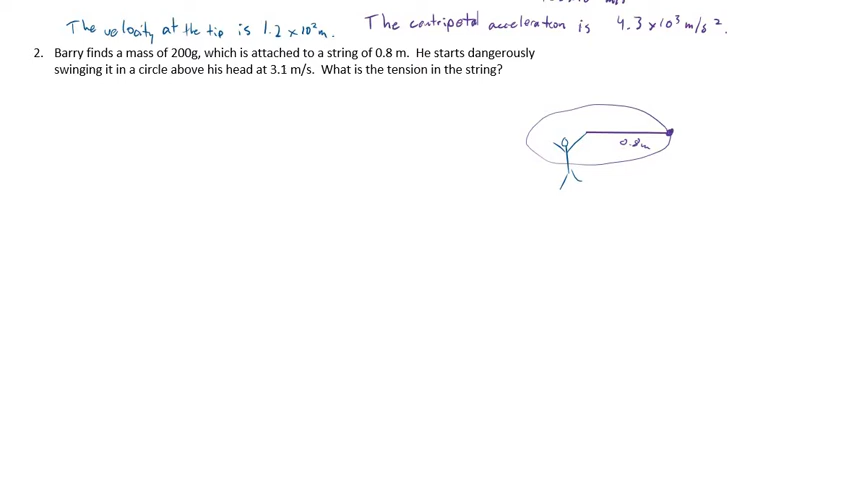 The velocity at the tip is 1.2 x 10² m.
The centripetal acceleration is 4.3 x 10³ m/s².
2. Barry finds a mass of 200g, which is attached to a string of 0.8 m. He starts dangerously
swinging it in a circle above his head at 3.1 m/s. What is the tension in the string?
0.8m